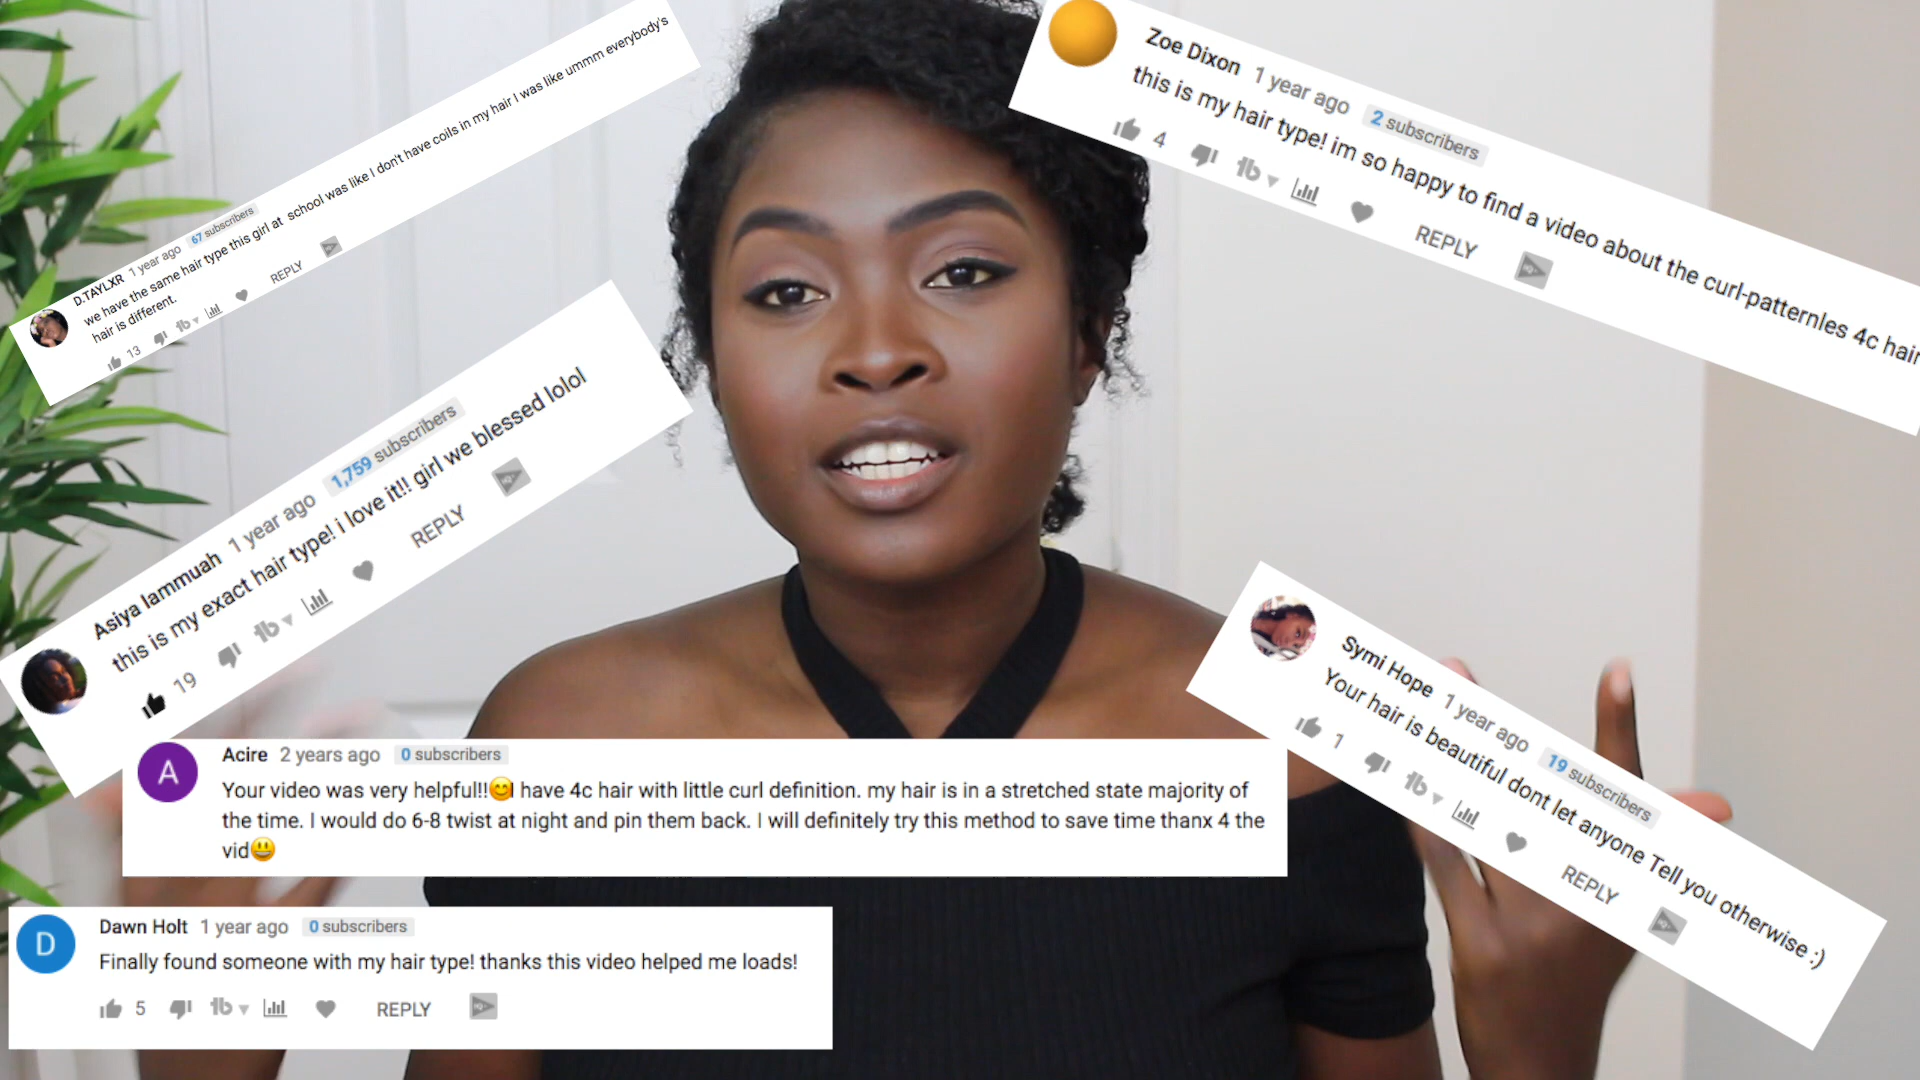 D.TAYLXR 1 year ago 67 subscribers
we have the same hair type this girl at school was like I don't have coils in my hair I was like ummm everybody's
hair is different.
13 REPLY
Zoe Dixon 1 year ago 2 subscribers
this is my hair type! im so happy to find a video about the curl-patternles 4c hair
4 REPLY
Asiya Iammuah 1 year ago 1,759 subscribers
this is my exact hair type! i love it!! girl we blessed lolol
19 REPLY
Symi Hope 1 year ago 19 subscribers
Your hair is beautiful dont let anyone Tell you otherwise :)
1 REPLY
A
Acire 2 years ago 0 subscribers
Your video was very helpful!!😊I have 4c hair with little curl definition. my hair is in a stretched state majority of
the time. I would do 6-8 twist at night and pin them back. I will definitely try this method to save time thanx 4 the
vid😃
D
Dawn Holt 1 year ago 0 subscribers
Finally found someone with my hair type! thanks this video helped me loads!
5 REPLY